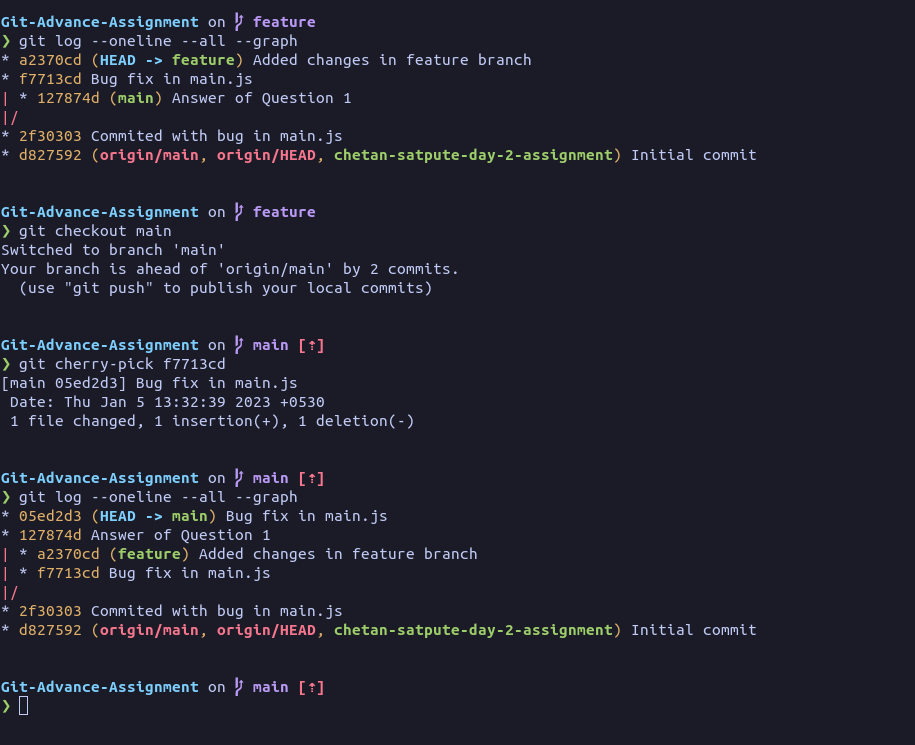 Git-Advance-Assignment on feature
❯ git log --oneline --all --graph
* a2370cd (HEAD -> feature) Added changes in feature branch
* f7713cd Bug fix in main.js
| * 127874d (main) Answer of Question 1
|/
* 2f30303 Commited with bug in main.js
* d827592 (origin/main, origin/HEAD, chetan-satpute-day-2-assignment) Initial commit
Git-Advance-Assignment on feature
❯ git checkout main
Switched to branch 'main'
Your branch is ahead of 'origin/main' by 2 commits.
(use "git push" to publish your local commits)
Git-Advance-Assignment on main [⇡]
❯ git cherry-pick f7713cd
[main 05ed2d3] Bug fix in main.js
Date: Thu Jan 5 13:32:39 2023 +0530
1 file changed, 1 insertion(+), 1 deletion(-)
Git-Advance-Assignment on main [⇡]
❯ git log --oneline --all --graph
* 05ed2d3 (HEAD -> main) Bug fix in main.js
* 127874d Answer of Question 1
| * a2370cd (feature) Added changes in feature branch
| * f7713cd Bug fix in main.js
|/
* 2f30303 Commited with bug in main.js
* d827592 (origin/main, origin/HEAD, chetan-satpute-day-2-assignment) Initial commit
Git-Advance-Assignment on main [⇡]
❯